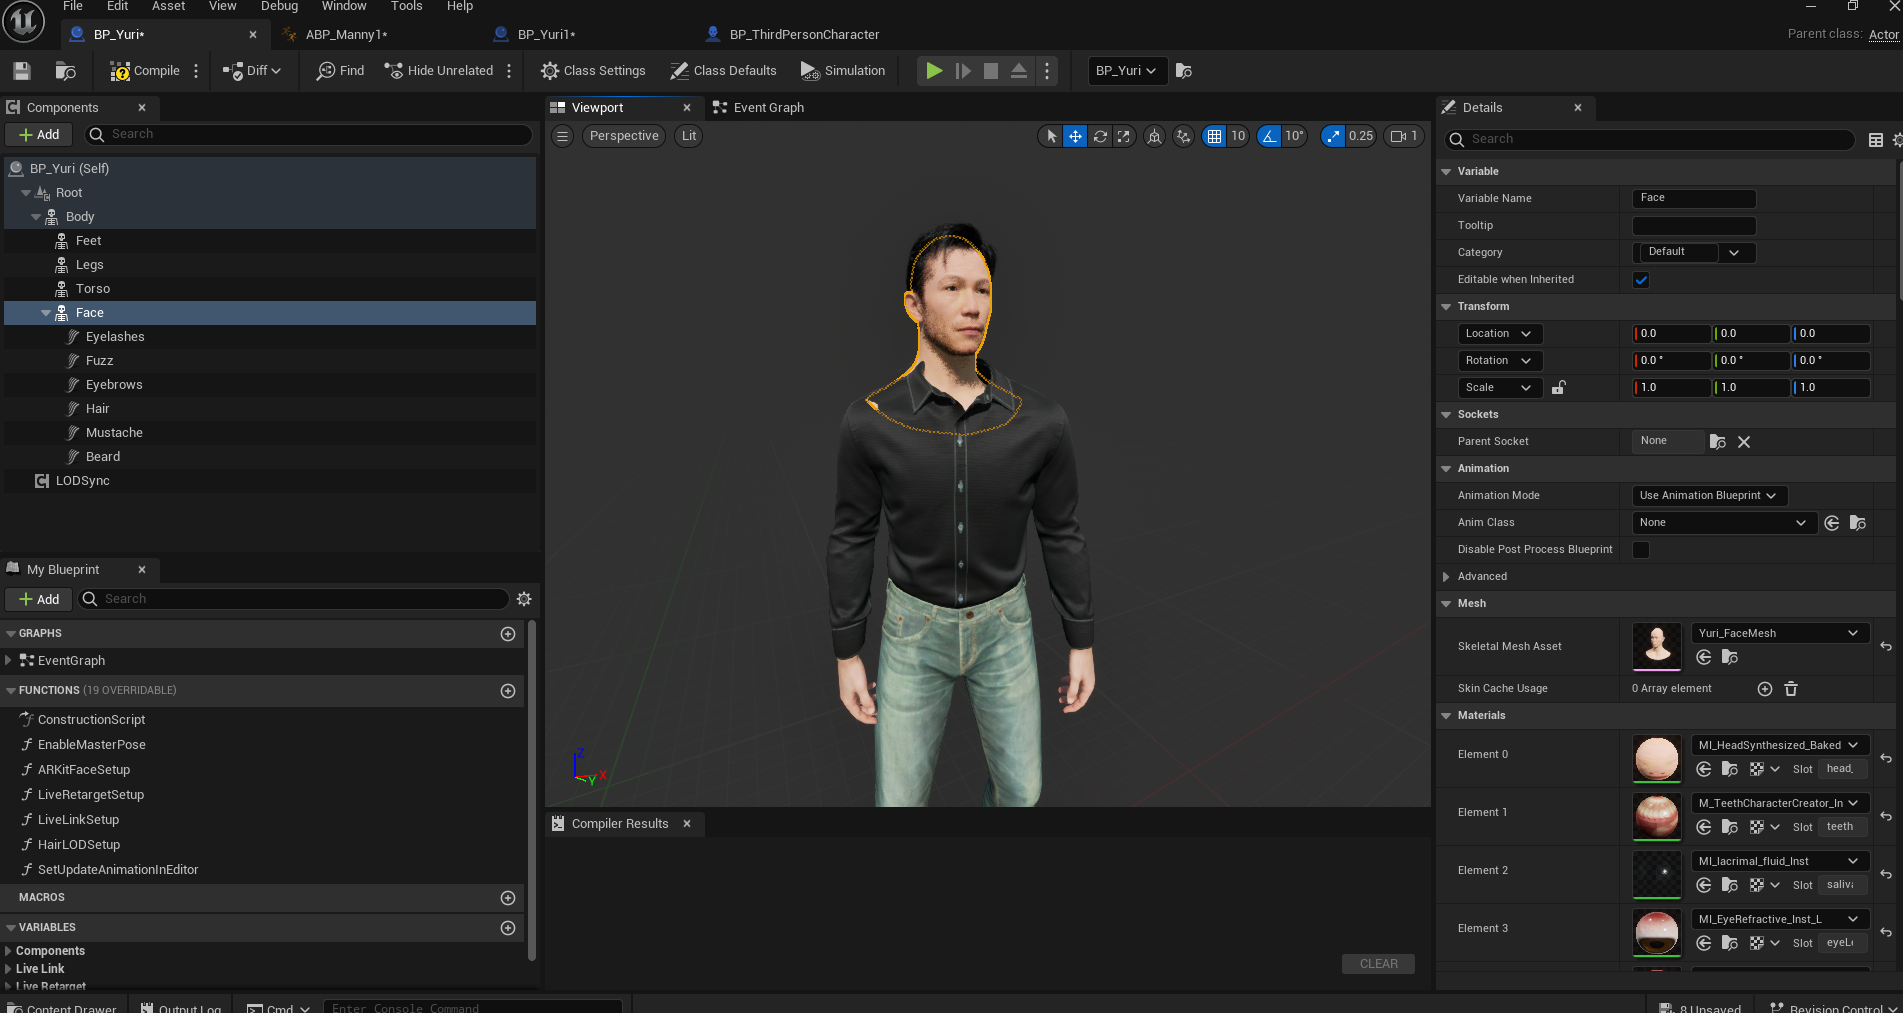 File Edit Asset View Debug Window Tools Help
BP_Yuri* ABP_Manny1* BP_Yuri1* BP_ThirdPersonCharacter
Parent class: Actor
Compile Diff Find Hide Unrelated Class Settings Class Defaults Simulation BP_Yuri
Components
Add Search
BP_Yuri (Self)
Root
Body
Feet
Legs
Torso
Face
Eyelashes
Fuzz
Eyebrows
Hair
Mustache
Beard
LODSync
My Blueprint
Add Search
GRAPHS
EventGraph
FUNCTIONS (19 OVERRIDABLE)
ConstructionScript
EnableMasterPose
ARKitFaceSetup
LiveRetargetSetup
LiveLinkSetup
HairLODSetup
SetUpdateAnimationInEditor
MACROS
VARIABLES
Components
Live Link
Live Retarget
Viewport Event Graph
Perspective Lit 10 10° 0.25 1
Z
X
Y
Compiler Results
CLEAR
Details
Search
Variable
Variable Name Face
Tooltip
Category Default
Editable when Inherited
Transform
Location 0.0 0.0 0.0
Rotation 0.0 ° 0.0 ° 0.0 °
Scale 1.0 1.0 1.0
Sockets
Parent Socket None
Animation
Animation Mode Use Animation Blueprint
Anim Class None
Disable Post Process Blueprint
Advanced
Mesh
Skeletal Mesh Asset Yuri_FaceMesh
Skin Cache Usage 0 Array element
Materials
Element 0 MI_HeadSynthesized_Baked
Slot head_
Element 1 M_TeethCharacterCreator_In
Slot teeth
Element 2 MI_lacrimal_fluid_Inst
Slot saliva
Element 3 MI_EyeRefractive_Inst_L
Slot eyeLe
Content Drawer Output Log Cmd Enter Console Command 8 Unsaved Revision Control